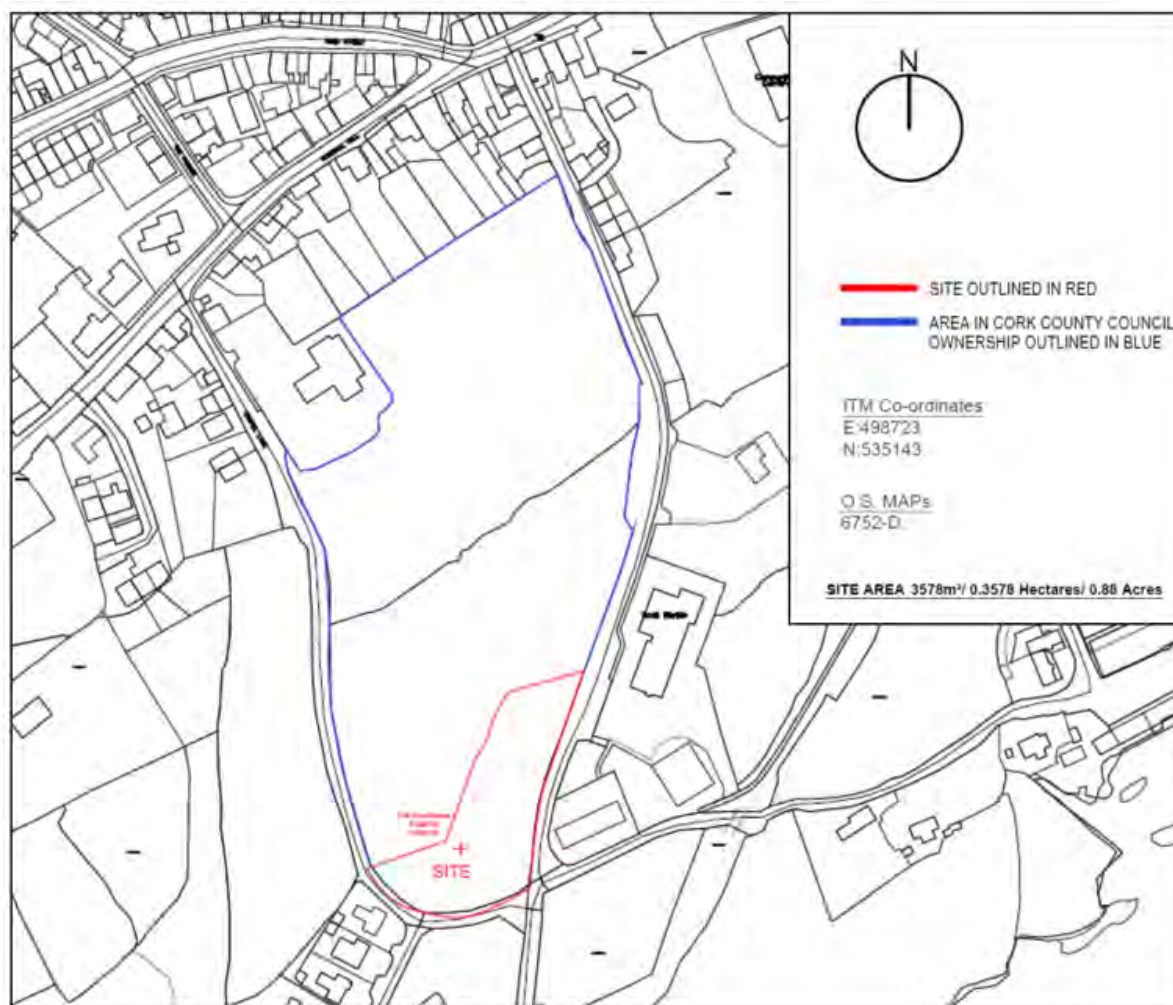 N
SITE OUTLINED IN RED
AREA IN CORK COUNTY COUNCIL
OWNERSHIP OUTLINED IN BLUE
ITM Co-ordinates
E:498723
N:535143
O.S. MAPs
6752-D
SITE AREA 3578m²/ 0.3578 Hectares/ 0.88 Acres
SITE